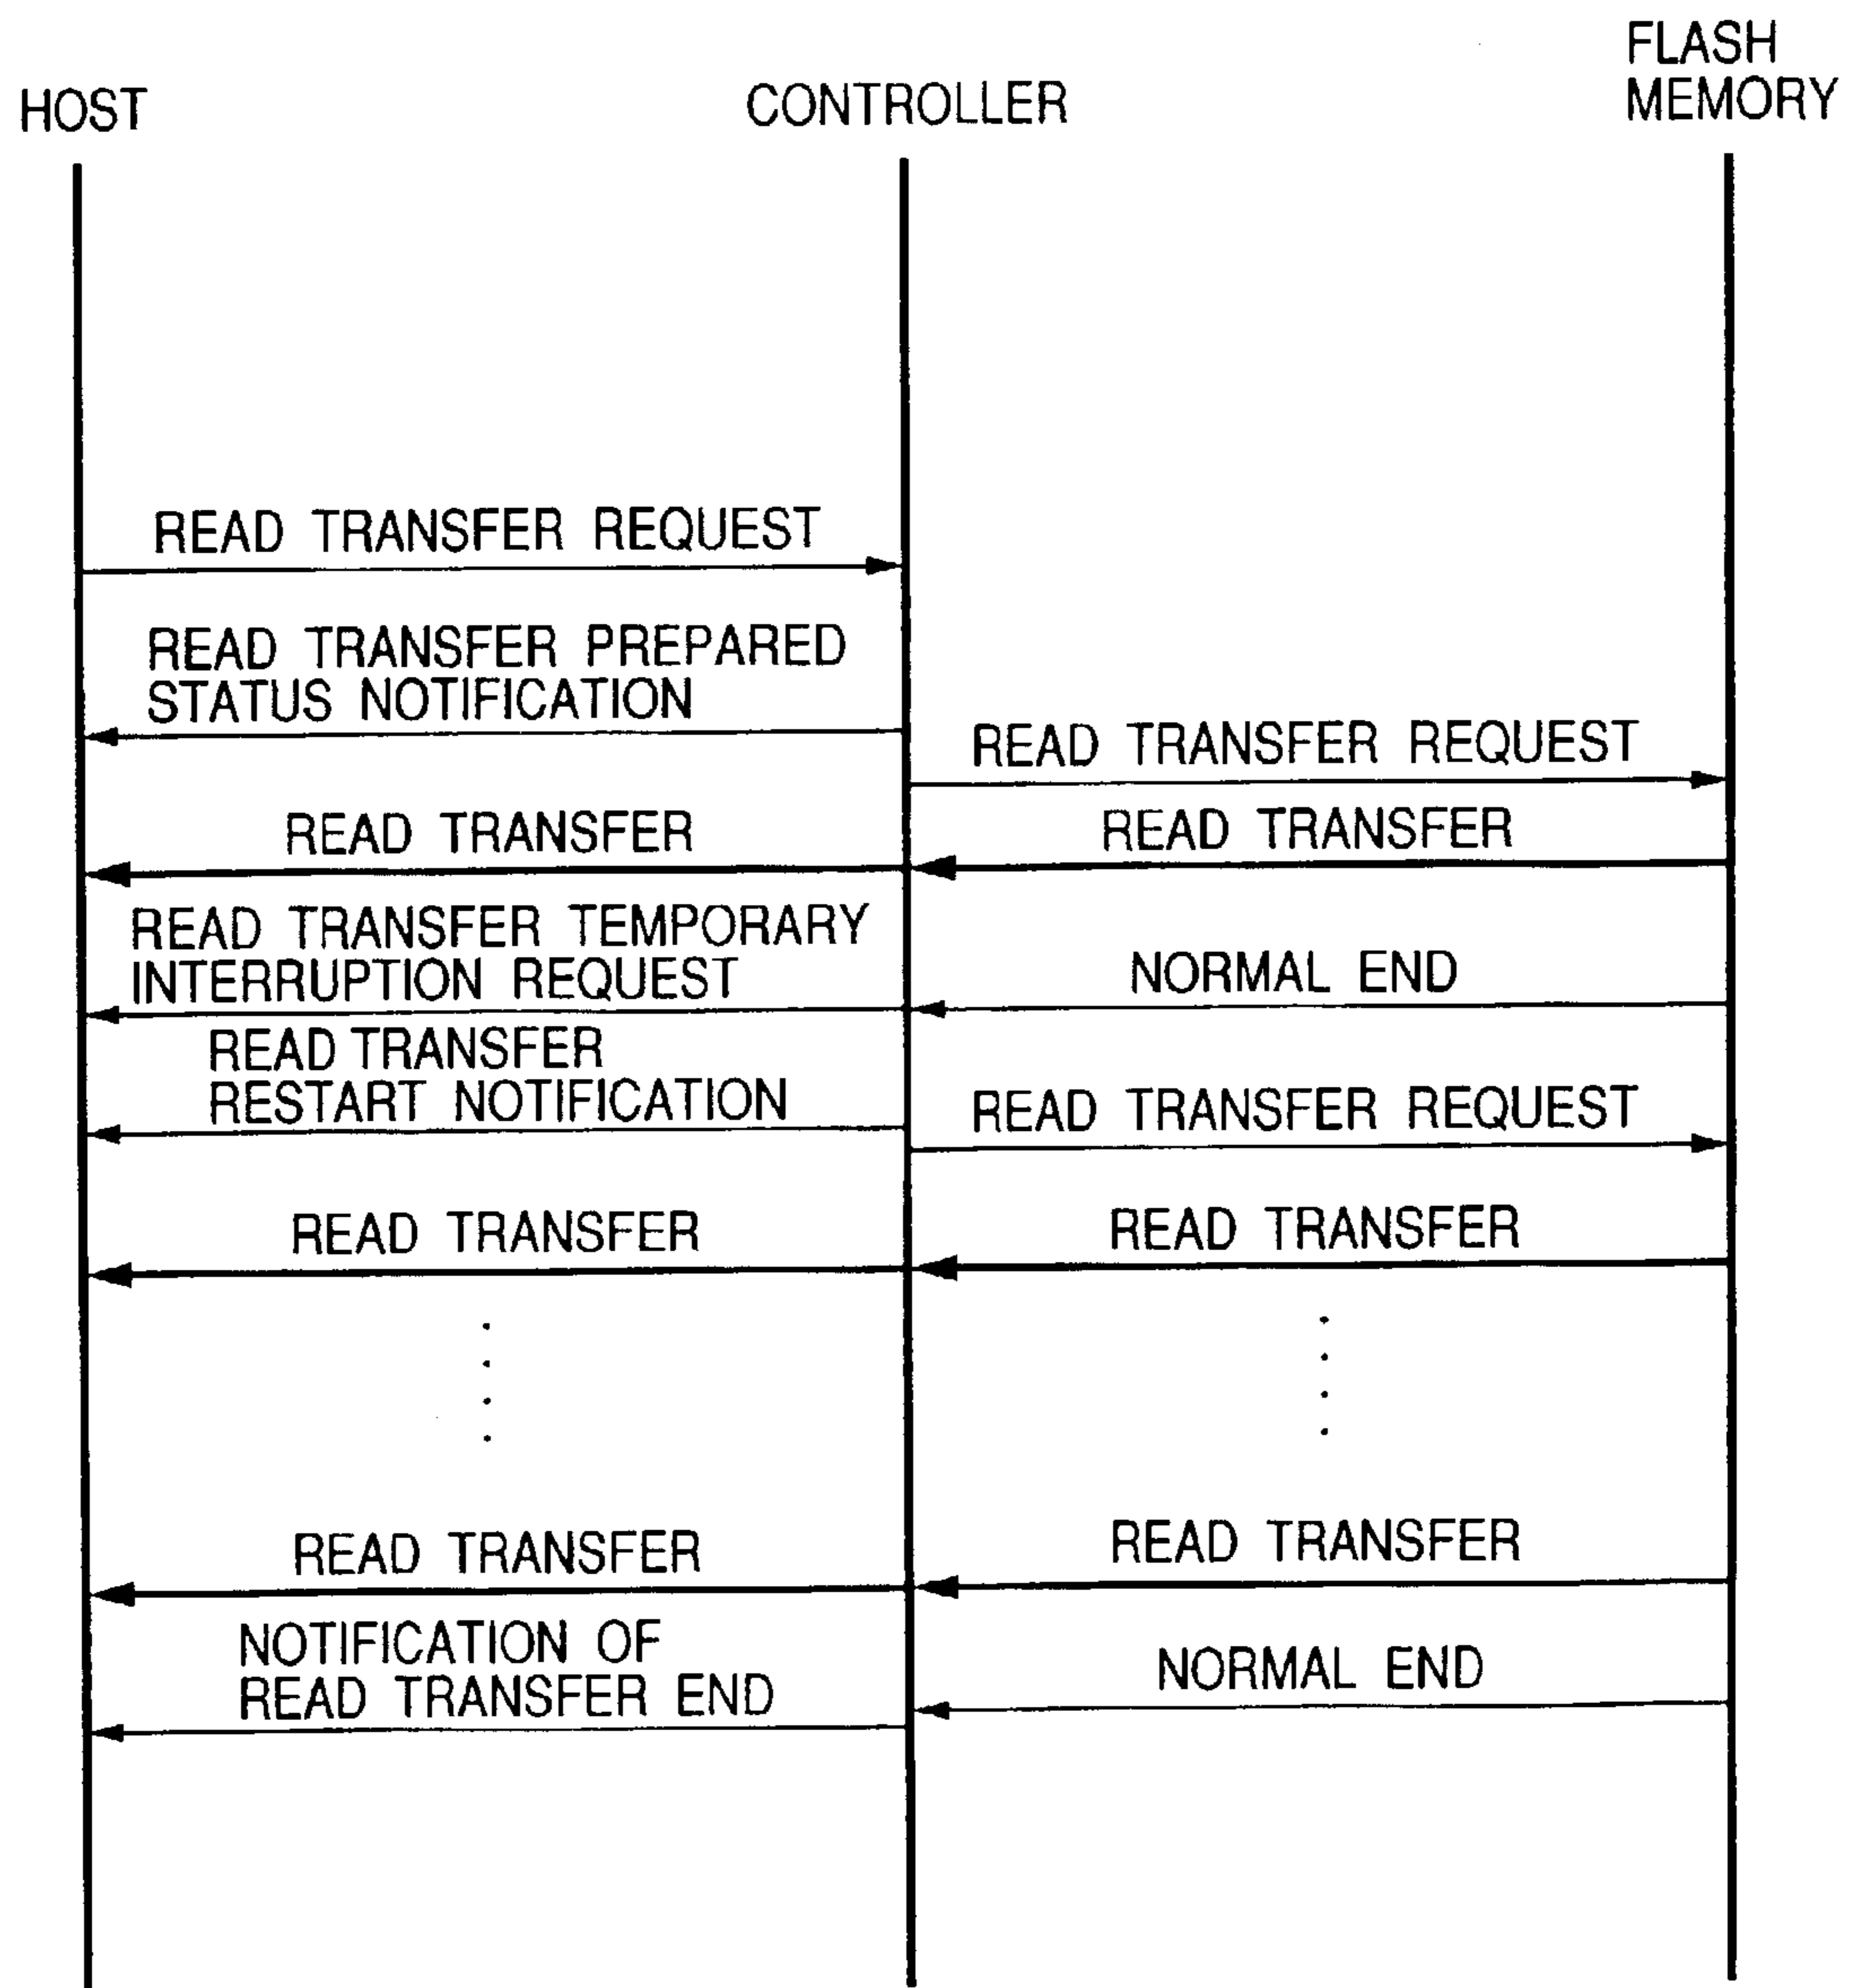 FLASH
MEMORY
HOST
CONTROLLER
READ TRANSFER REQUEST
READ TRANSFER PREPARED
STATUS NOTIFICATION
READ TRANSFER REQUEST
READ TRANSFER
READ TRANSFER
READ TRANSFER TEMPORARY
INTERRUPTION REQUEST
NORMAL END
READ TRANSFER
RESTART NOTIFICATION
READ TRANSFER REQUEST
READ TRANSFER
READ TRANSFER
READ TRANSFER
READ TRANSFER
NOTIFICATION OF
READ TRANSFER END
NORMAL END